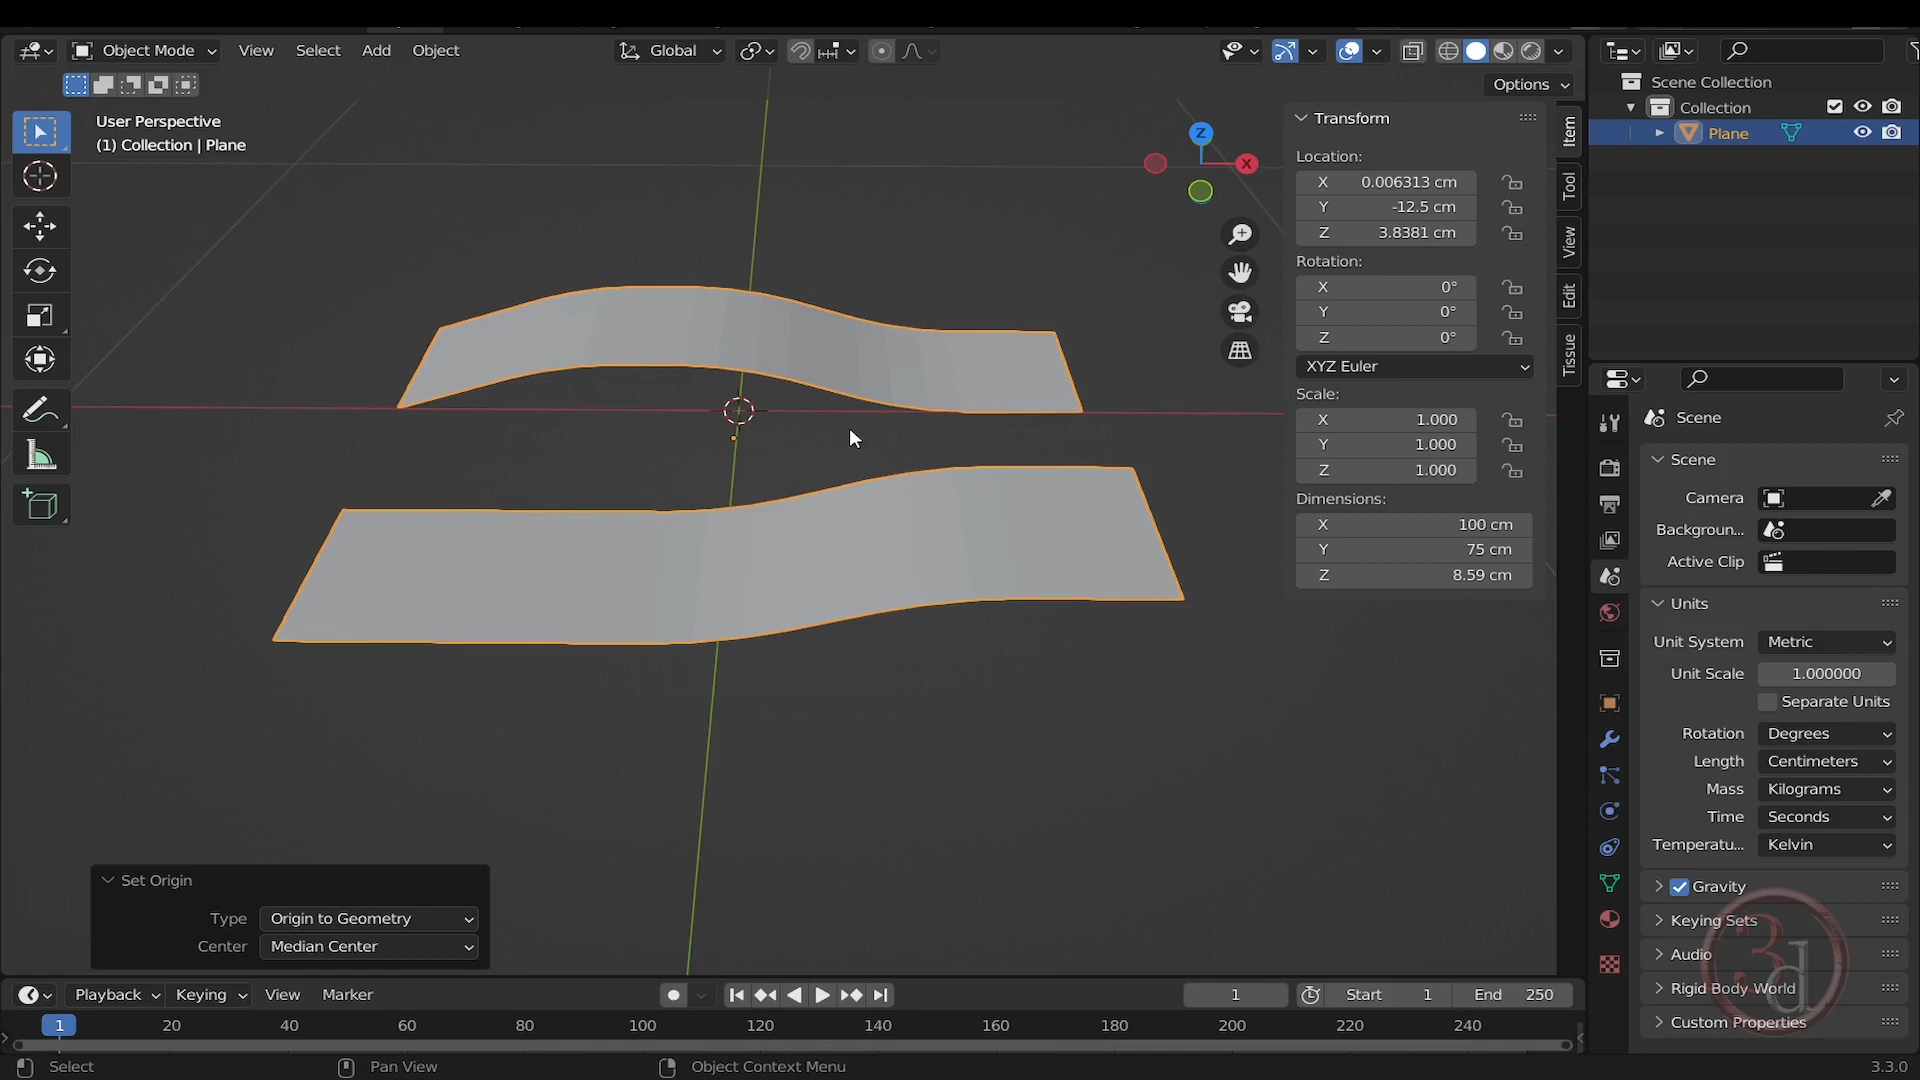 Object Mode View Select Add Object Global
Options
User Perspective
(1) Collection | Plane
Z
X
Transform
Location:
X 0.006313 cm
Y -12.5 cm
Z 3.8381 cm
Rotation:
X 0°
Y 0°
Z 0°
XYZ Euler
Scale:
X 1.000
Y 1.000
Z 1.000
Dimensions:
X 100 cm
Y 75 cm
Z 8.59 cm
Item
Tool
View
Edit
Tissue
Scene Collection
Collection
Plane
Scene
Scene
Camera
Backgroun...
Active Clip
Units
Unit System Metric
Unit Scale 1.000000
Separate Units
Rotation Degrees
Length Centimeters
Mass Kilograms
Time Seconds
Temperatu... Kelvin
Gravity
Keying Sets
Audio
Rigid Body World
Custom Properties
3d
Set Origin
Type Origin to Geometry
Center Median Center
Playback Keying View Marker 1 Start 1 End 250
1 20 40 60 80 100 120 140 160 180 200 220 240
Select Pan View Object Context Menu 3.3.0